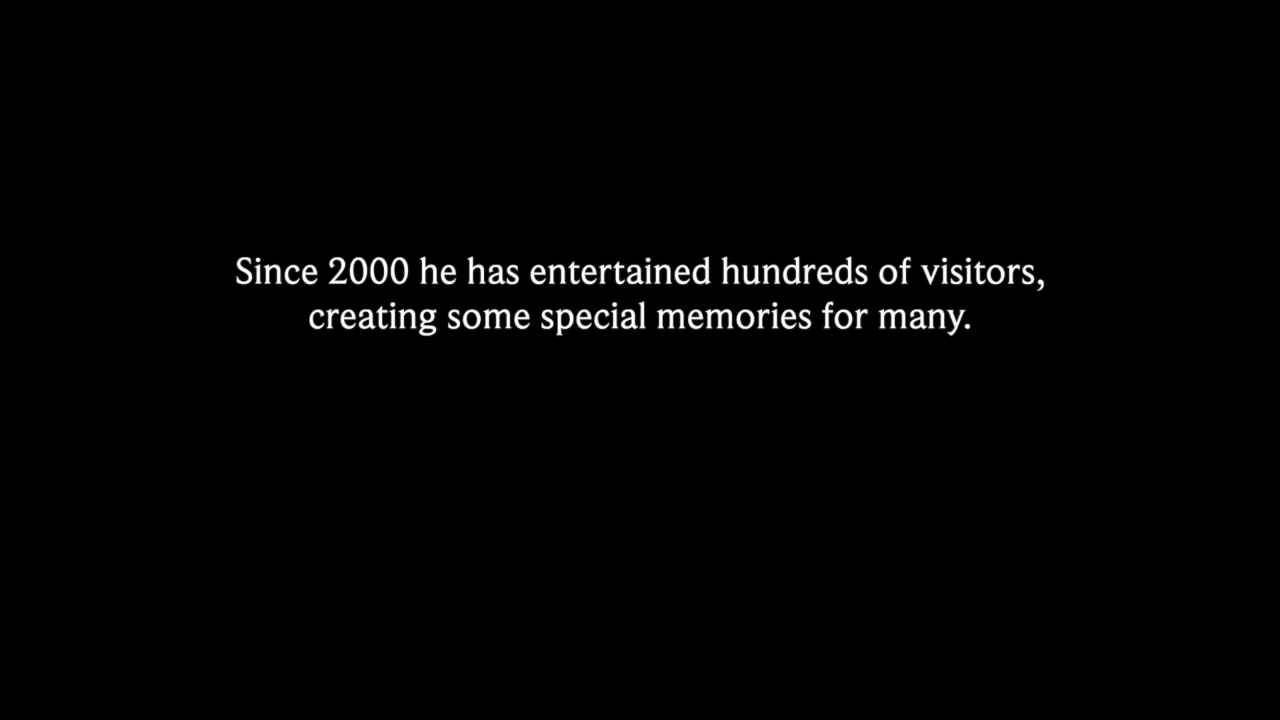 Since 2000 he has entertained hundreds of visitors,
creating some special memories for many.